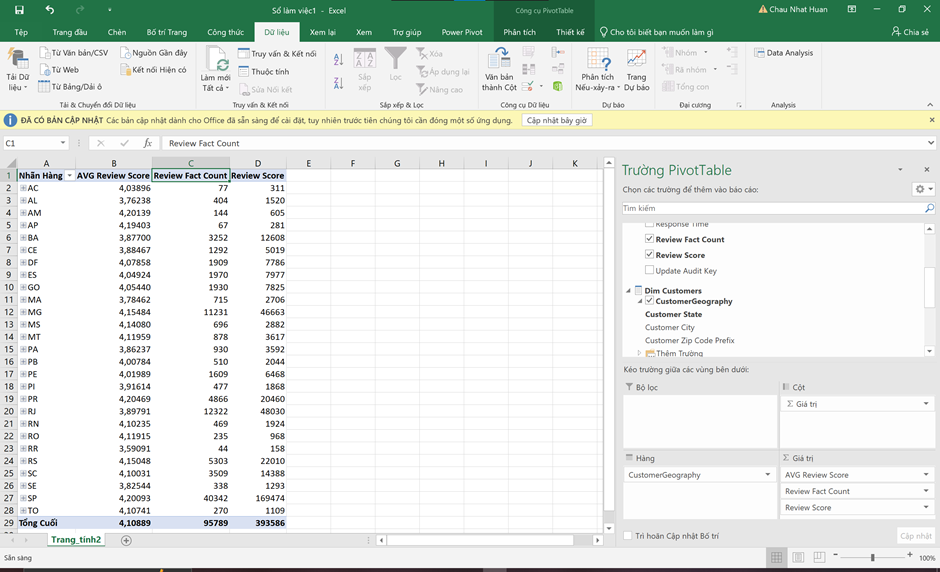 Sổ làm việc1 - Excel
Công cụ PivotTable
Chau Nhat Huan
Tệp Trang đầu Chèn Bố trí Trang Công thức Dữ liệu Xem lại Xem Trợ giúp Power Pivot Phân tích Thiết kế Cho tôi biết bạn muốn làm gì Chia sẻ
Tải Dữ liệu
Từ Văn bản/CSV
Từ Web
Từ Bảng/Dải ô
Nguồn Gần đây
Kết nối Hiện có
Tải & Chuyển đổi Dữ liệu
Làm mới Tất cả
Truy vấn & Kết nối
Thuộc tính
Sửa Nối kết
Truy vấn & Kết nối
Sắp xếp
Lọc
Xóa
Áp dụng lại
Nâng cao
Sắp xếp & Lọc
Văn bản thành Cột
Công cụ Dữ liệu
Phân tích Nếu-xảy-ra
Trang Dự báo
Dự báo
Nhóm
Rã nhóm
Tổng con
Đại cương
Data Analysis
Analysis
ĐÃ CÓ BẢN CẬP NHẬT Các bản cập nhật dành cho Office đã sẵn sàng để cài đặt, tuy nhiên trước tiên chúng tôi cần đóng một số ứng dụng. Cập nhật bây giờ
C1 fx Review Fact Count
A B C D E F G H I J K
1 Nhãn Hàng AVG Review Score Review Fact Count Review Score
2 AC 4,03896 77 311
3 AL 3,76238 404 1520
4 AM 4,20139 144 605
5 AP 4,19403 67 281
6 BA 3,87700 3252 12608
7 CE 3,88467 1292 5019
8 DF 4,07858 1909 7786
9 ES 4,04924 1970 7977
10 GO 4,05440 1930 7825
11 MA 3,78462 715 2706
12 MG 4,15484 11231 46663
13 MS 4,14080 696 2882
14 MT 4,11959 878 3617
15 PA 3,86237 930 3592
16 PB 4,00784 510 2044
17 PE 4,01989 1609 6468
18 PI 3,91614 477 1868
19 PR 4,20469 4866 20460
20 RJ 3,89791 12322 48030
21 RN 4,10235 469 1924
22 RO 4,11915 235 968
23 RR 3,59091 44 158
24 RS 4,15048 5303 22010
25 SC 4,10031 3509 14388
26 SE 3,82544 338 1293
27 SP 4,20093 40342 169474
28 TO 4,10741 270 1109
29 Tổng Cuối 4,10889 95789 393586
Trang_tính2
Sẵn sàng
Trường PivotTable
Chọn các trường để thêm vào báo cáo:
Tìm kiếm
Response Time
Review Fact Count
Review Score
Update Audit Key
Dim Customers
CustomerGeography
Customer State
Customer City
Customer Zip Code Prefix
Thêm Trường
Kéo trường giữa các vùng bên dưới:
Bộ lọc
Cột
Σ Giá trị
Hàng
CustomerGeography
Σ Giá trị
AVG Review Score
Review Fact Count
Review Score
Trì hoãn Cập nhật Bố trí
Cập nhật
100%